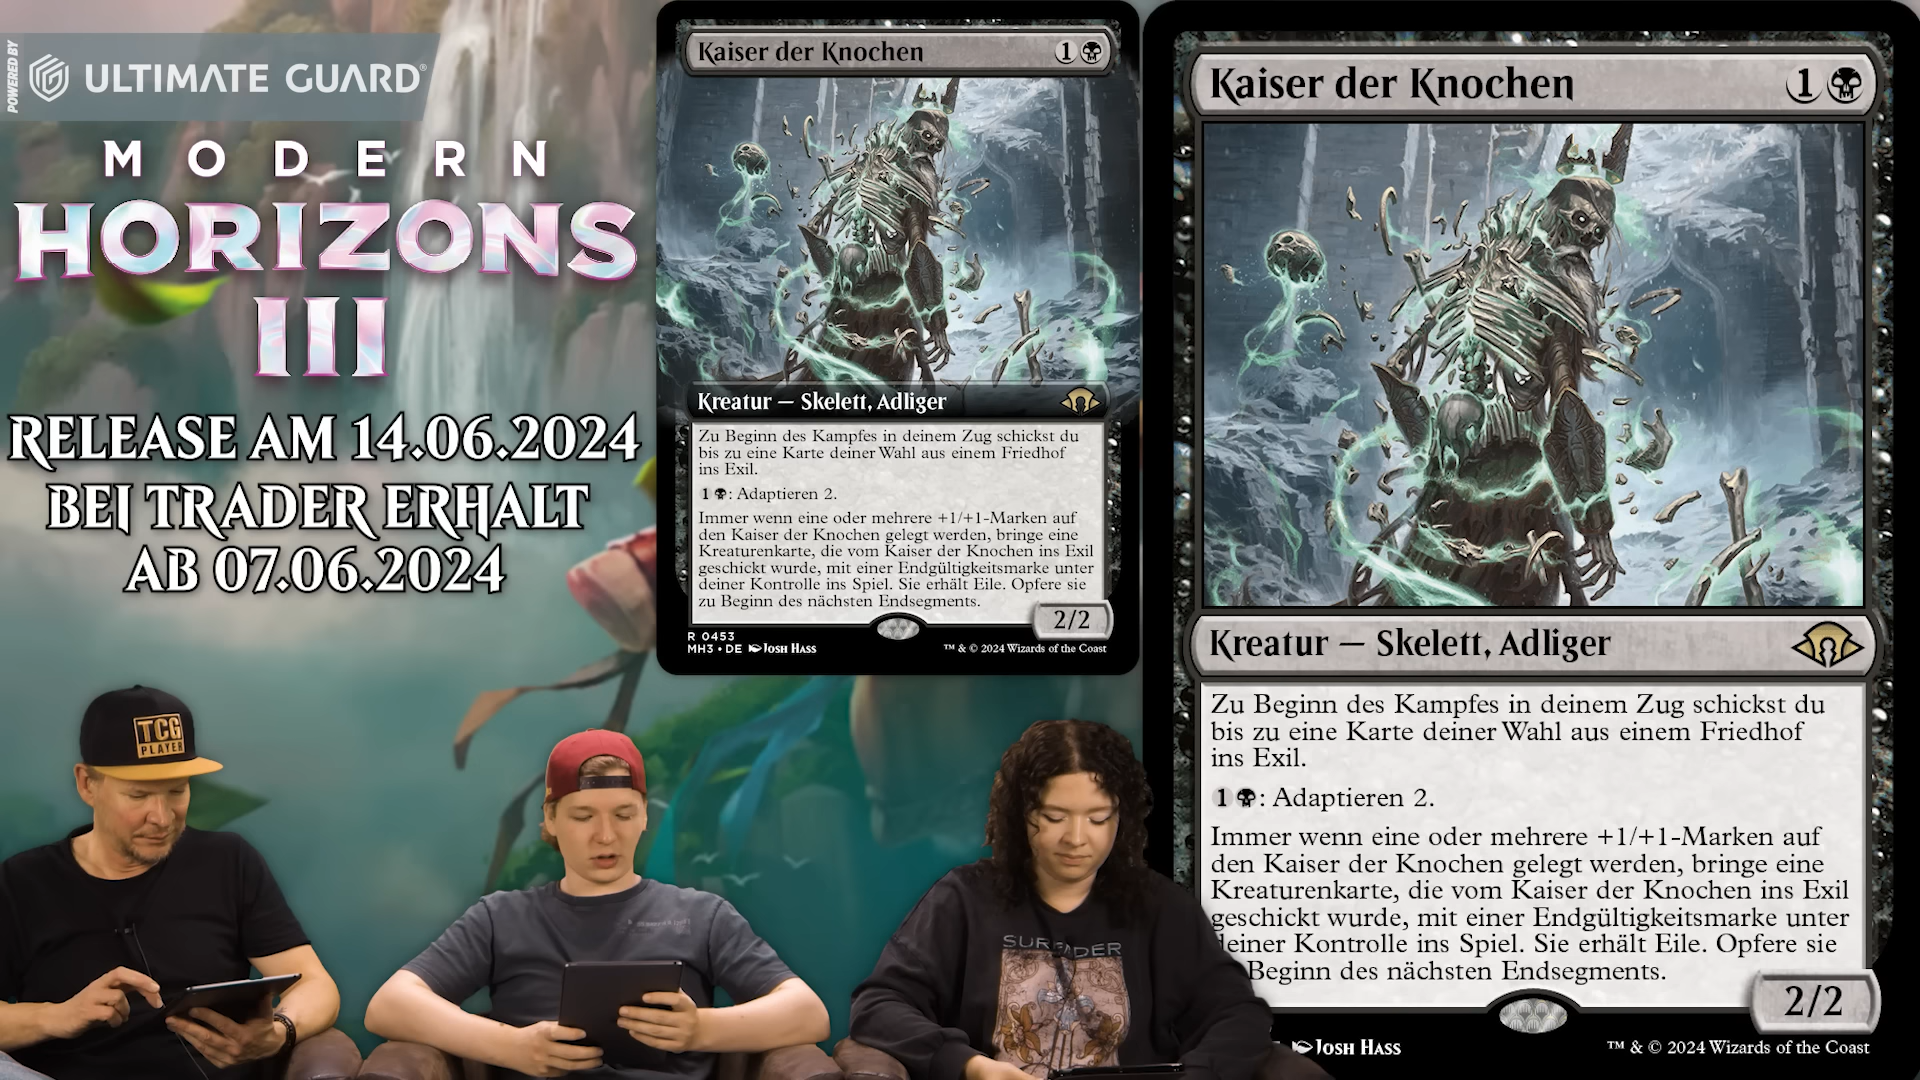 POWERED BY
ULTIMATE GUARD®
MODERN
HORIZONS
III
RELEASE AM 14.06.2024
BEI TRADER ERHALT
AB 07.06.2024
Kaiser der Knochen 1
Kreatur — Skelett, Adliger
Zu Beginn des Kampfes in deinem Zug schickst du
bis zu eine Karte deiner Wahl aus einem Friedhof
ins Exil.
1: Adaptieren 2.
Immer wenn eine oder mehrere +1/+1-Marken auf
den Kaiser der Knochen gelegt werden, bringe eine
Kreaturenkarte, die vom Kaiser der Knochen ins Exil
geschickt wurde, mit einer Endgültigkeitsmarke unter
deiner Kontrolle ins Spiel. Sie erhält Eile. Opfere sie
zu Beginn des nächsten Endsegments.
2/2
R 0453
MH3 • DE Josh Hass
™ & © 2024 Wizards of the Coast
Kaiser der Knochen 1
Kreatur — Skelett, Adliger
Zu Beginn des Kampfes in deinem Zug schickst du
bis zu eine Karte deiner Wahl aus einem Friedhof
ins Exil.
1: Adaptieren 2.
Immer wenn eine oder mehrere +1/+1-Marken auf
den Kaiser der Knochen gelegt werden, bringe eine
Kreaturenkarte, die vom Kaiser der Knochen ins Exil
geschickt wurde, mit einer Endgültigkeitsmarke unter
deiner Kontrolle ins Spiel. Sie erhält Eile. Opfere sie
Beginn des nächsten Endsegments.
2/2
Josh Hass
™ & © 2024 Wizards of the Coast
TCG
PLAYER